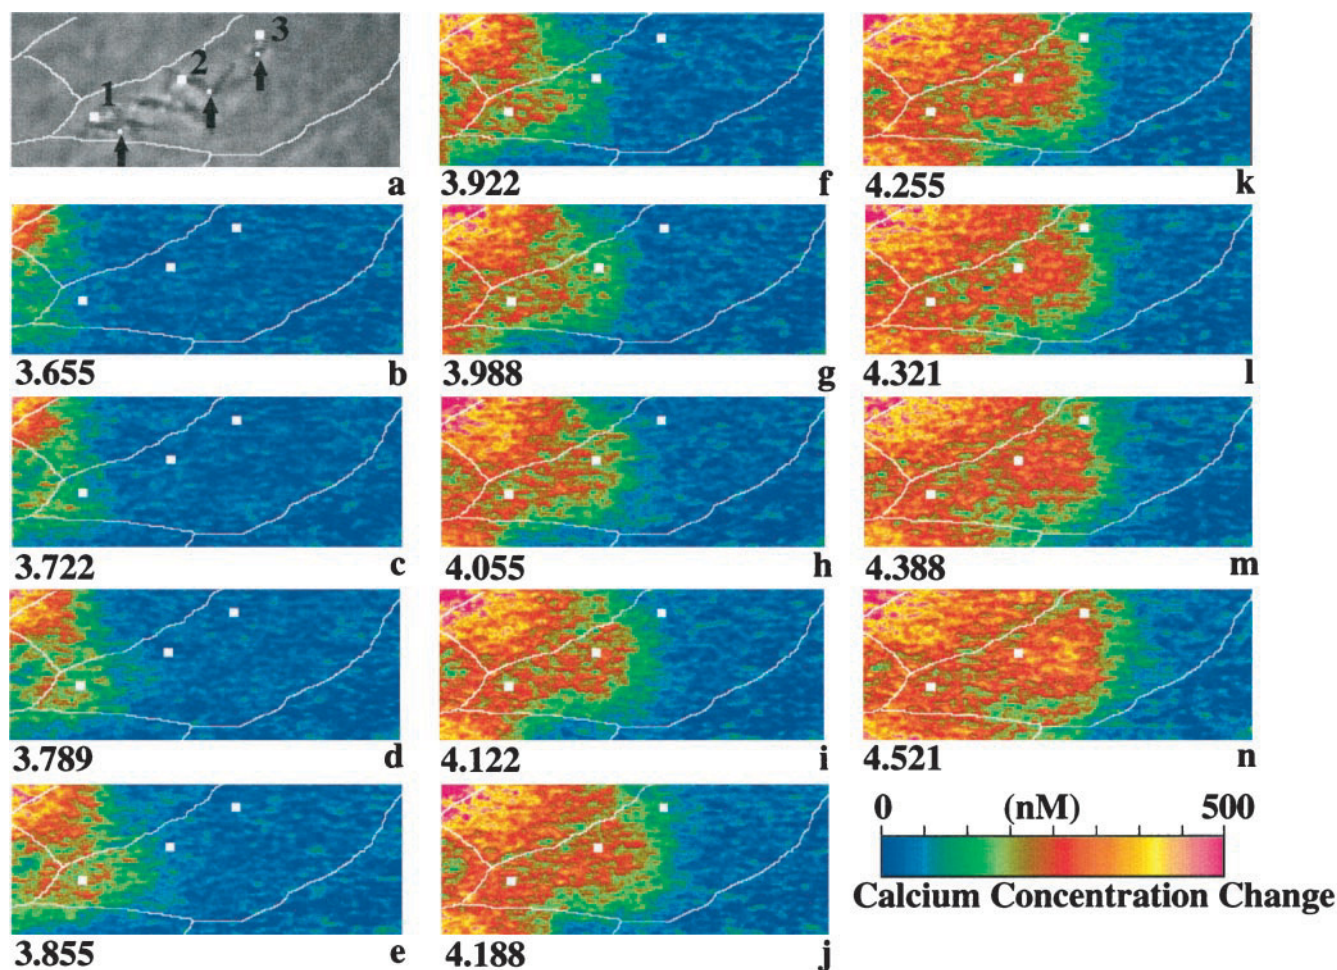 1 2 3
a
3.655 b
3.722 c
3.789 d
3.855 e
3.922 f
3.988 g
4.055 h
4.122 i
4.188 j
4.255 k
4.321 l
4.388 m
4.521 n
0 (nM) 500
Calcium Concentration Change